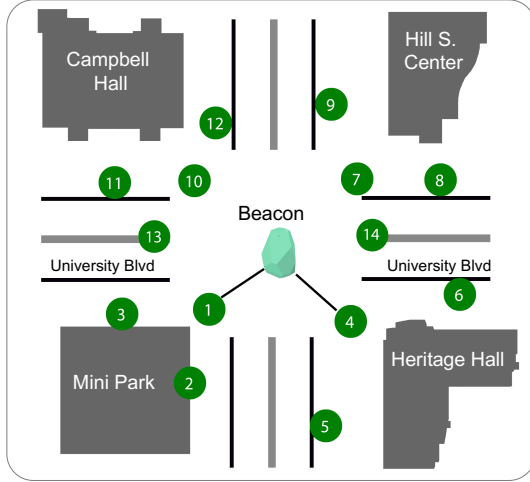 Campbell
Hall
Hill S.
Center
9
12
11
10
7
8
Beacon
13
14
University Blvd
University Blvd
6
1
3
4
Mini Park
2
Heritage Hall
5